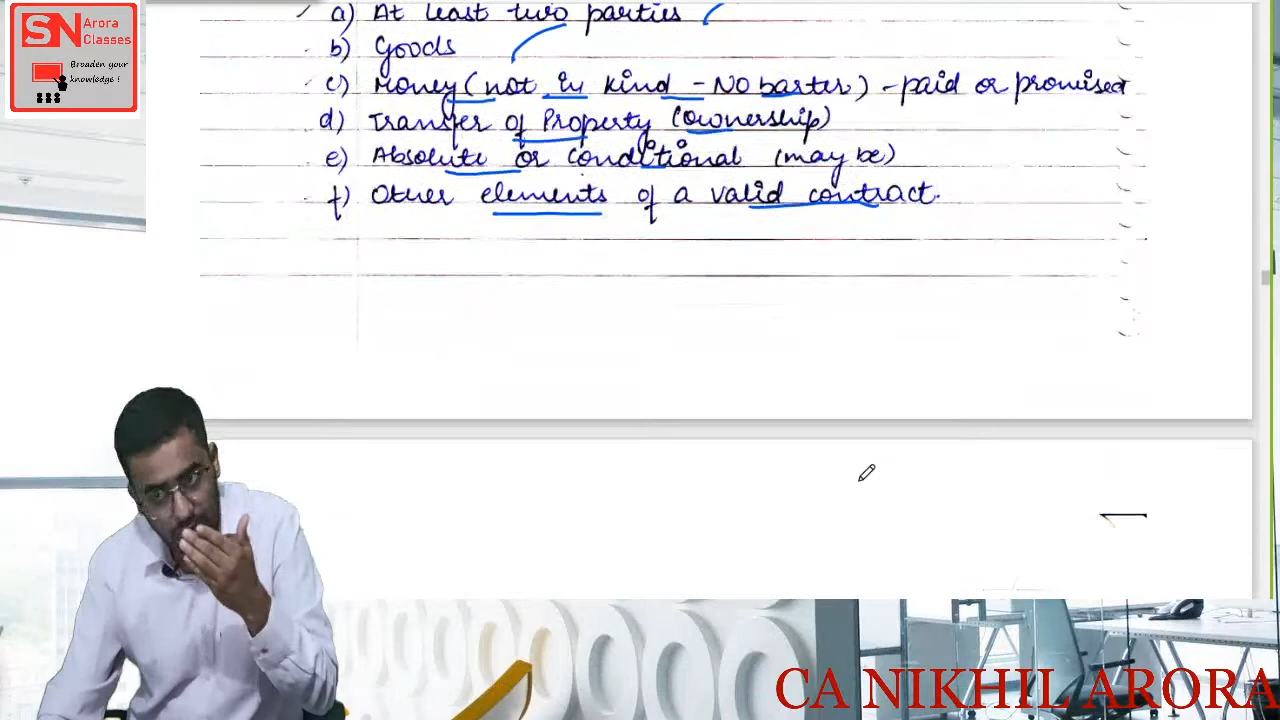 SN Arora Classes
Broaden your knowledge !
a) At least two parties
b) Goods
c) Money (not in kind - No barter) - paid or promised
d) Transfer of Property (ownership)
e) Absolute or conditional (may be)
f) Other elements of a valid contract.
CA NIKHIL ARORA